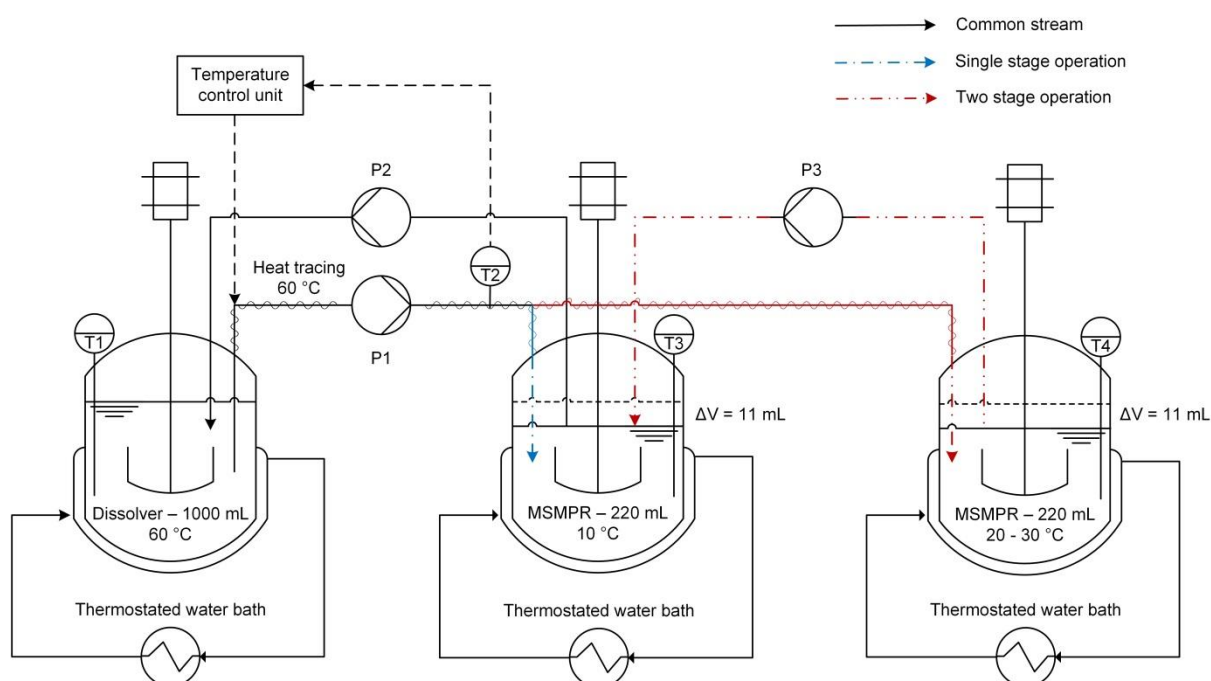 Common stream
Single stage operation
Two stage operation
Temperature
control unit
P2
P3
T2
Heat tracing
60 °C
P1
T1
T3
T4
ΔV = 11 mL
ΔV = 11 mL
Dissolver – 1000 mL
60 °C
MSMPR – 220 mL
10 °C
MSMPR – 220 mL
20 - 30 °C
Thermostated water bath
Thermostated water bath
Thermostated water bath